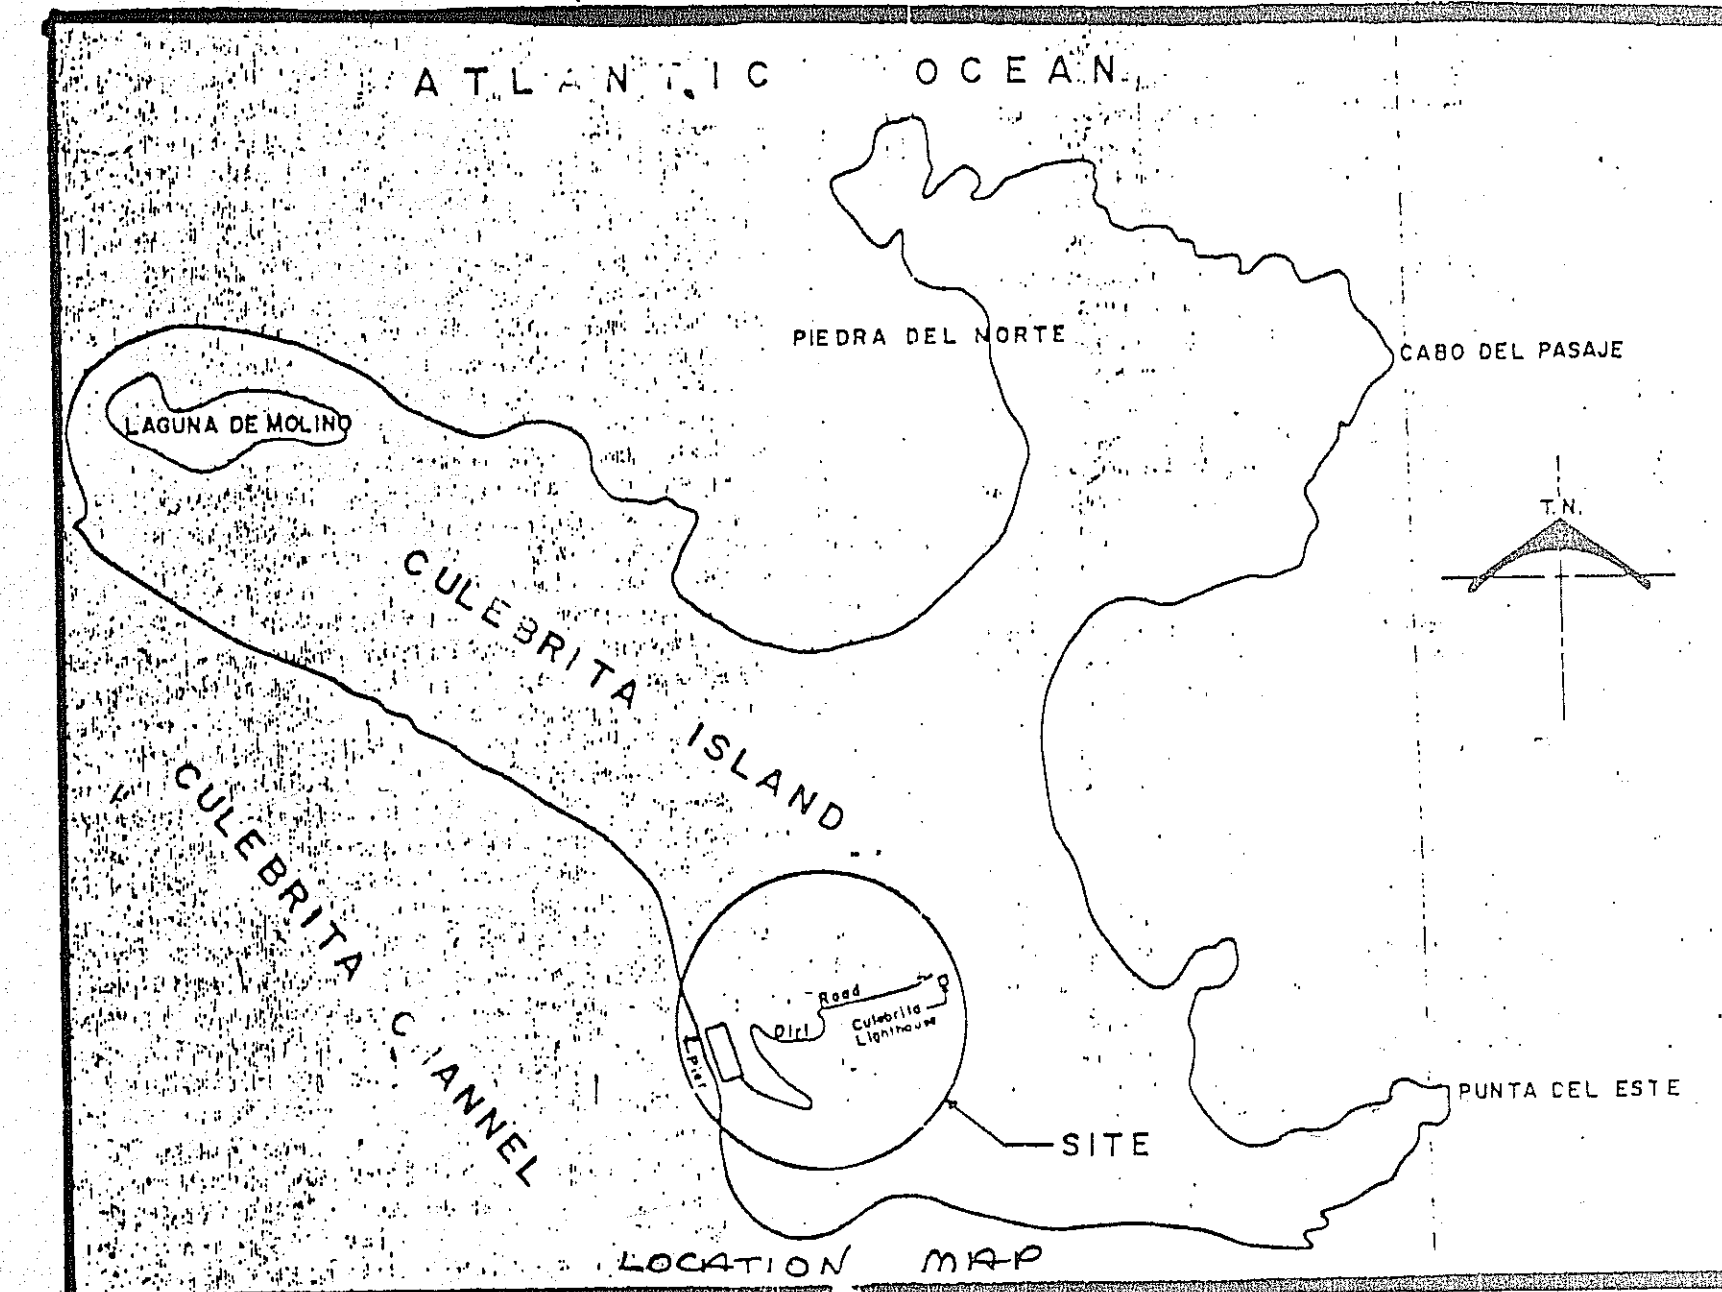 ATLANTIC OCEAN
PIEDRA DEL NORTE
CABO DEL PASAJE
LAGUNA DE MOLINO
T.N.
CULEBRITA ISLAND
CULEBRITA CHANNEL
Road
Dirt
Culebrita
Lighthouse
Pier
PUNTA DEL ESTE
SITE
LOCATION MAP